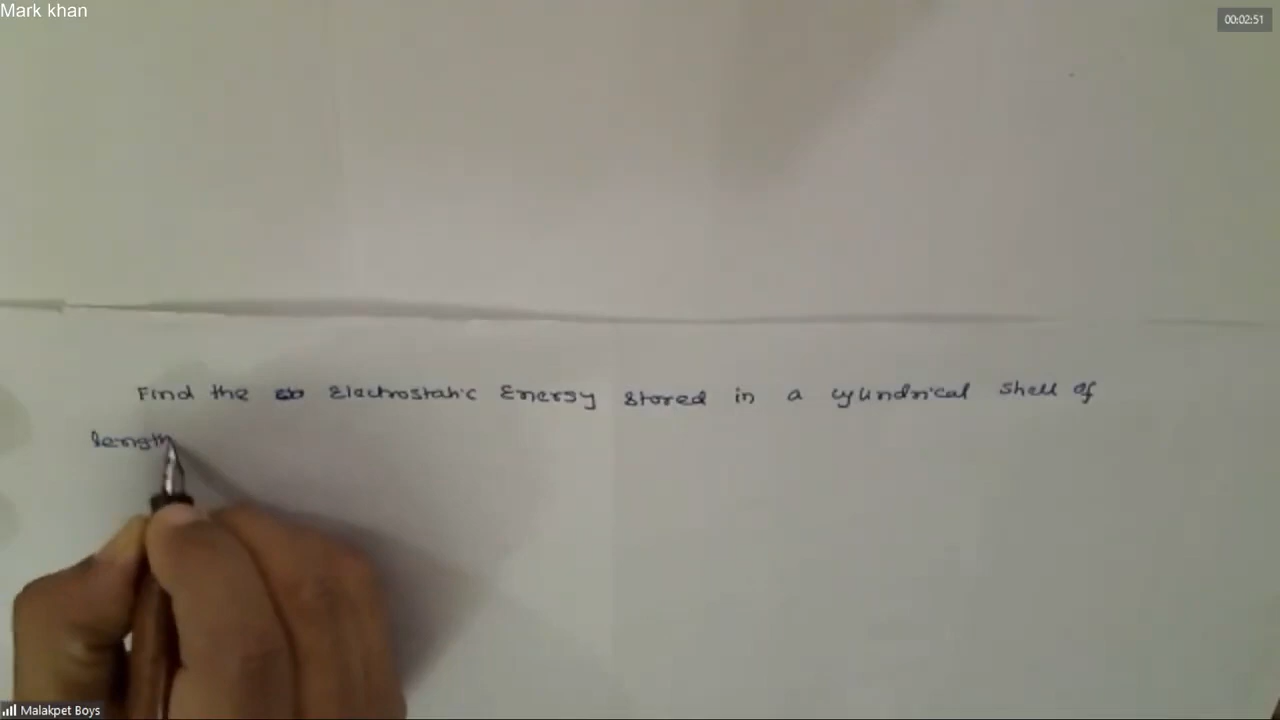 Mark khan
00:02:51
Find the Electrostatic Energy stored in a cylindrical shell of
length
Malakpet Boys